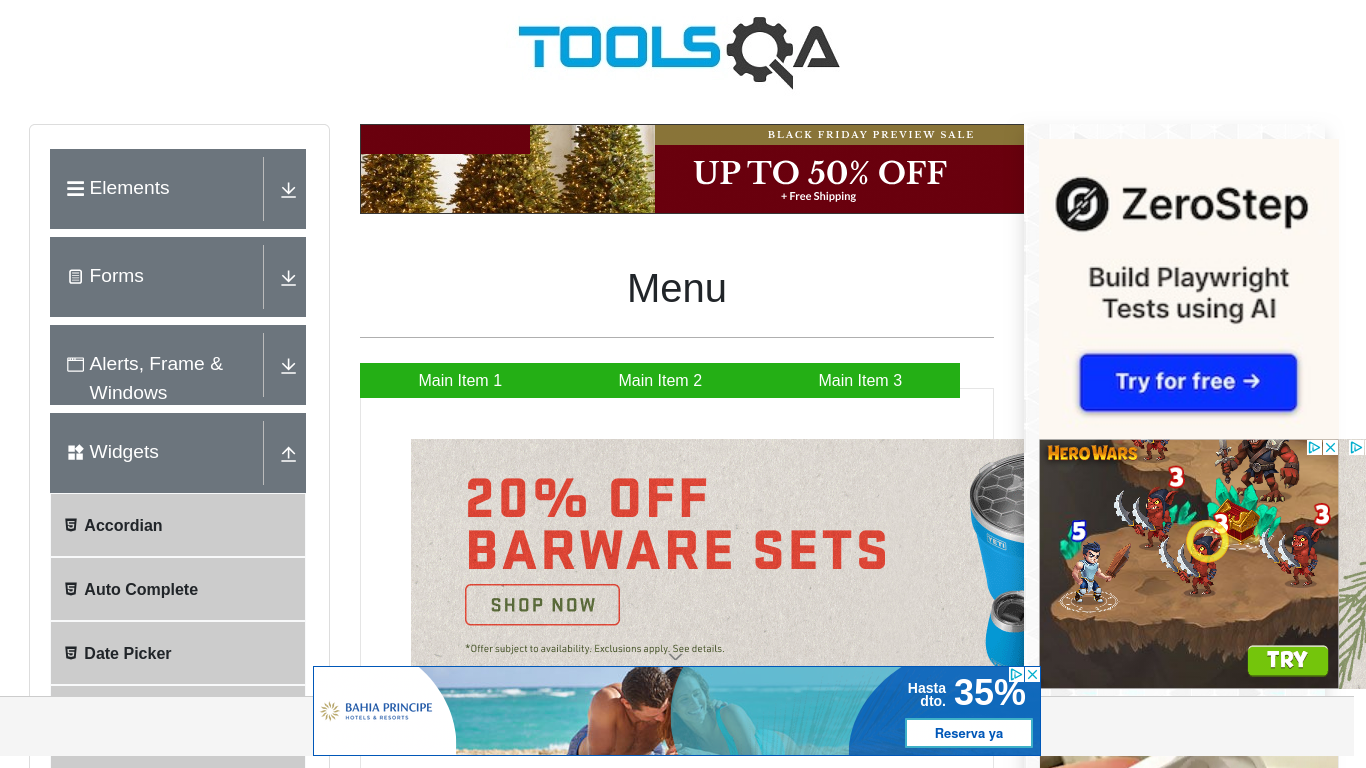 TOOLSQA
Elements
Forms
Alerts, Frame &
Windows
Widgets
Accordian
Auto Complete
Date Picker
BLACK FRIDAY PREVIEW SALE
UP TO 50% OFF
+ Free Shipping
Menu
Main Item 1
Main Item 2
Main Item 3
20% OFF
BARWARE SETS
SHOP NOW
*Offer subject to availability. Exclusions apply. See details.
YETI
ZeroStep
Build Playwright
Tests using AI
Try for free →
HERO WARS
3
5
3
3
TRY
BAHIA PRINCIPE
HOTELS & RESORTS
Hasta
dto.
35%
Reserva ya